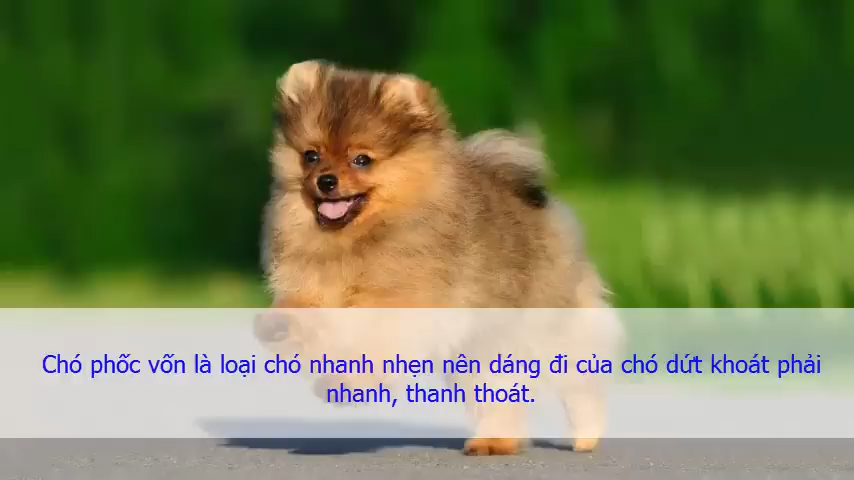 Chó phốc vốn là loại chó nhanh nhẹn nên dáng đi của chó dứt khoát phải
nhanh, thanh thoát.